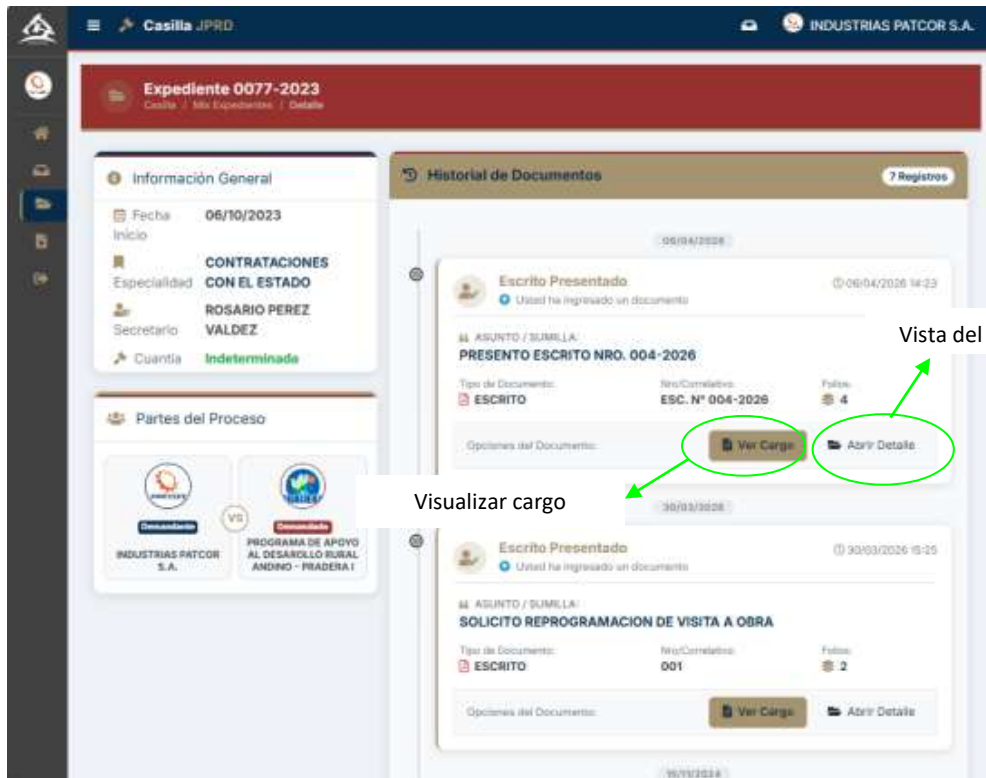 Casilla JPRD
INDUSTRIAS PATCOR S.A.
Expediente 0077-2023
Casilla / Mis Expedientes / Detalle
Información General
Fecha Inicio
06/10/2023
Especialidad
CONTRATACIONES CON EL ESTADO
Secretario
ROSARIO PEREZ VALDEZ
Cuantía
Indeterminada
Partes del Proceso
Demandante
VS
Demandado
INDUSTRIAS PATCOR S.A.
PROGRAMA DE APOYO AL DESAROLLO RURAL ANDINO - PRADERA I
Historial de Documentos
7 Registros
06/04/2026
Escrito Presentado
06/04/2026 14:23
Usted ha ingresado un documento
ASUNTO / SUMILLA:
PRESENTO ESCRITO NRO. 004-2026
Vista del
Tipo de Documento:
Nro/Correlativo:
Folios:
ESCRITO
ESC. N° 004-2026
4
Opciones del Documento:
Ver Cargo
Abrir Detalle
Visualizar cargo
30/03/2026
Escrito Presentado
30/03/2026 15:25
Usted ha ingresado un documento
ASUNTO / SUMILLA:
SOLICITO REPROGRAMACION DE VISITA A OBRA
Tipo de Documento:
Nro/Correlativo:
Folios:
ESCRITO
001
2
Opciones del Documento:
Ver Cargo
Abrir Detalle